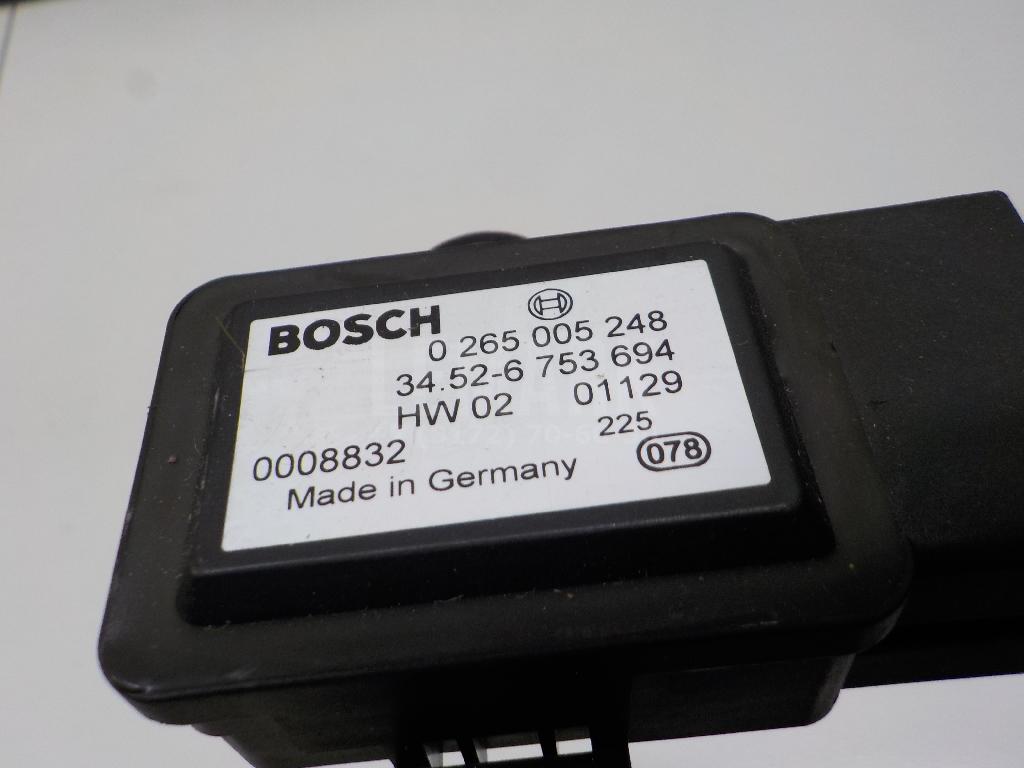 BOSCH
0 265 005 248
34.52-6 753 694
HW 02 01129
0008832 225
Made in Germany 078